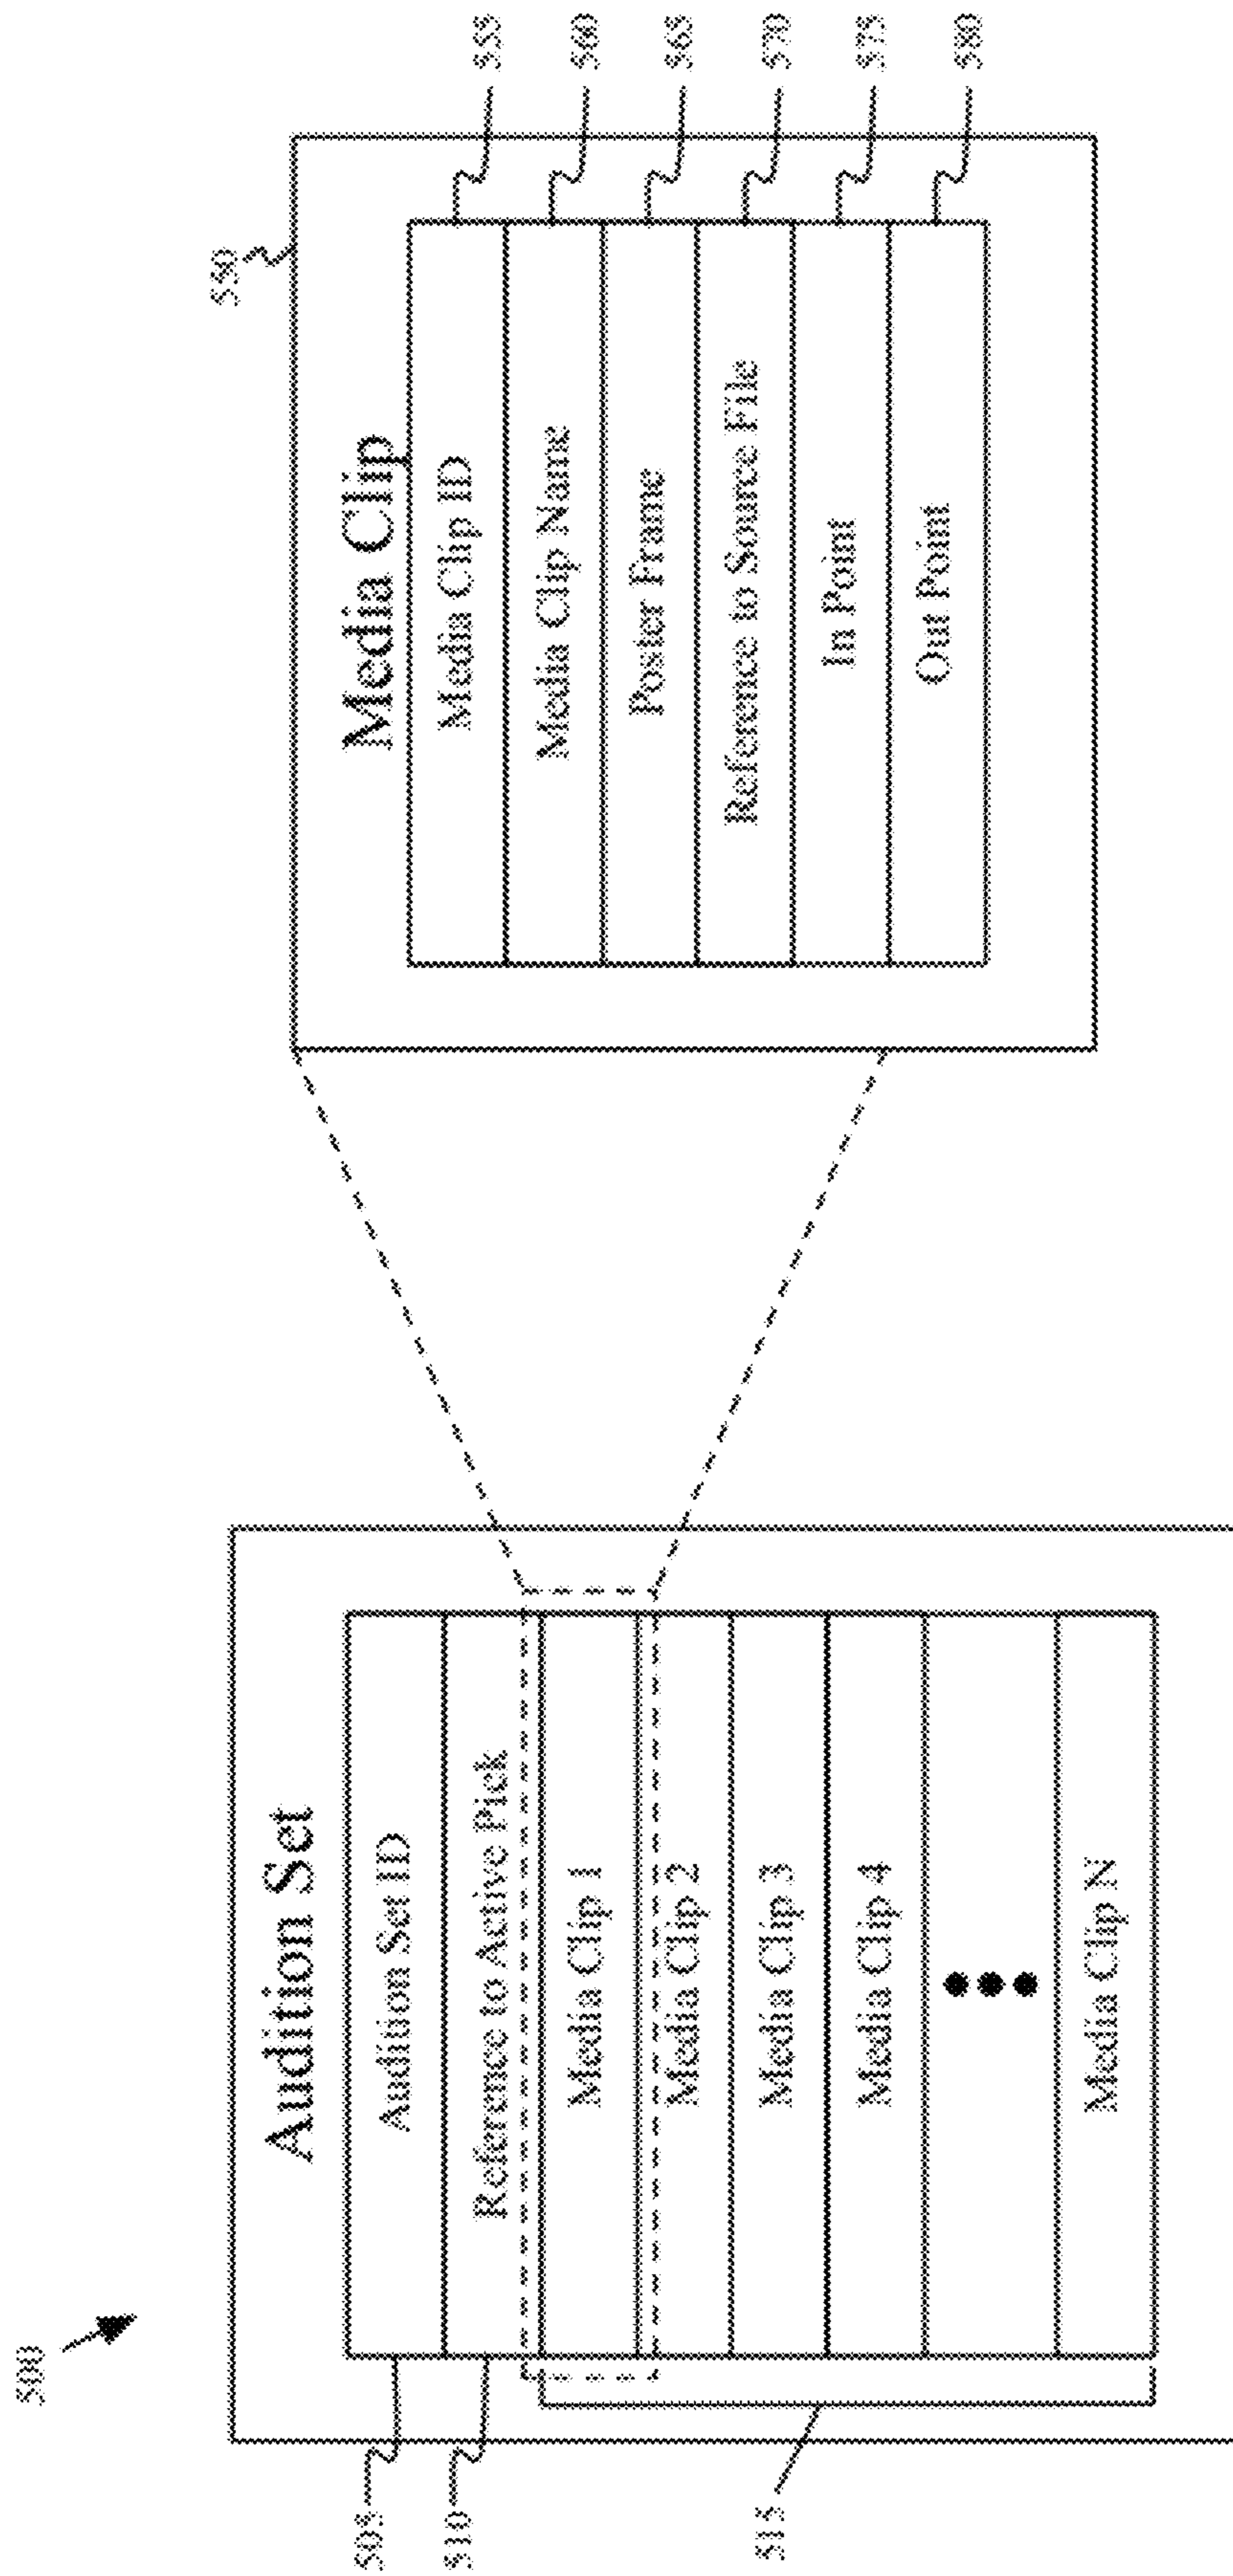 500
Audition Set
505
Audition Set ID
510
Reference to Active Pick
515
Media Clip 1
Media Clip 2
Media Clip 3
Media Clip 4
Media Clip N
550
Media Clip
Media Clip ID
555
Media Clip Name
560
Poster Frame
565
Reference to Source File
570
In Point
575
Out Point
580